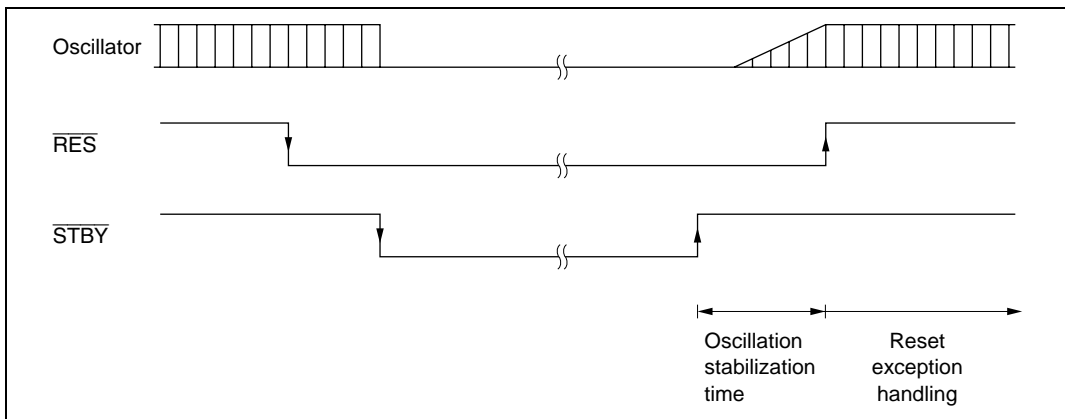 Oscillator
RES
STBY
Oscillation
stabilization
time
Reset
exception
handling